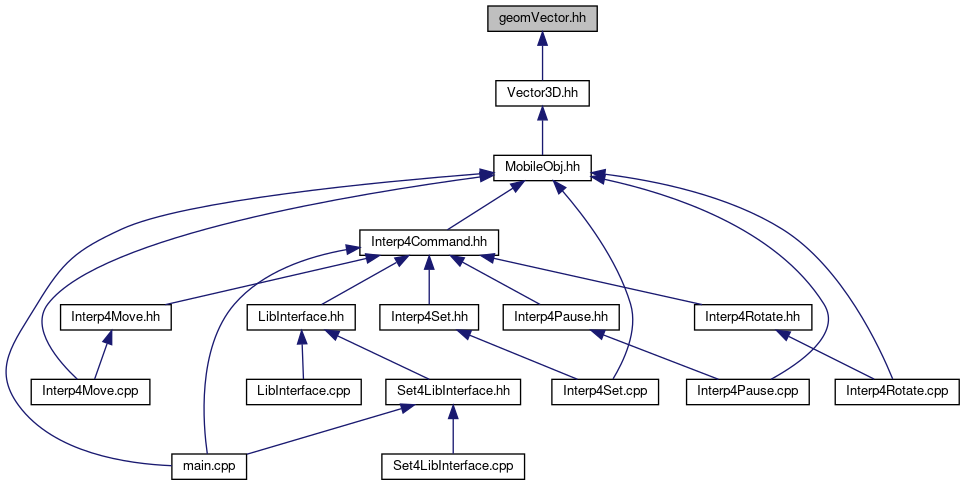 geomVector.hh
Vector3D.hh
MobileObj.hh
Interp4Command.hh
Interp4Move.hh
LibInterface.hh
Interp4Set.hh
Interp4Pause.hh
Interp4Rotate.hh
Interp4Move.cpp
LibInterface.cpp
Set4LibInterface.hh
Interp4Set.cpp
Interp4Pause.cpp
Interp4Rotate.cpp
main.cpp
Set4LibInterface.cpp